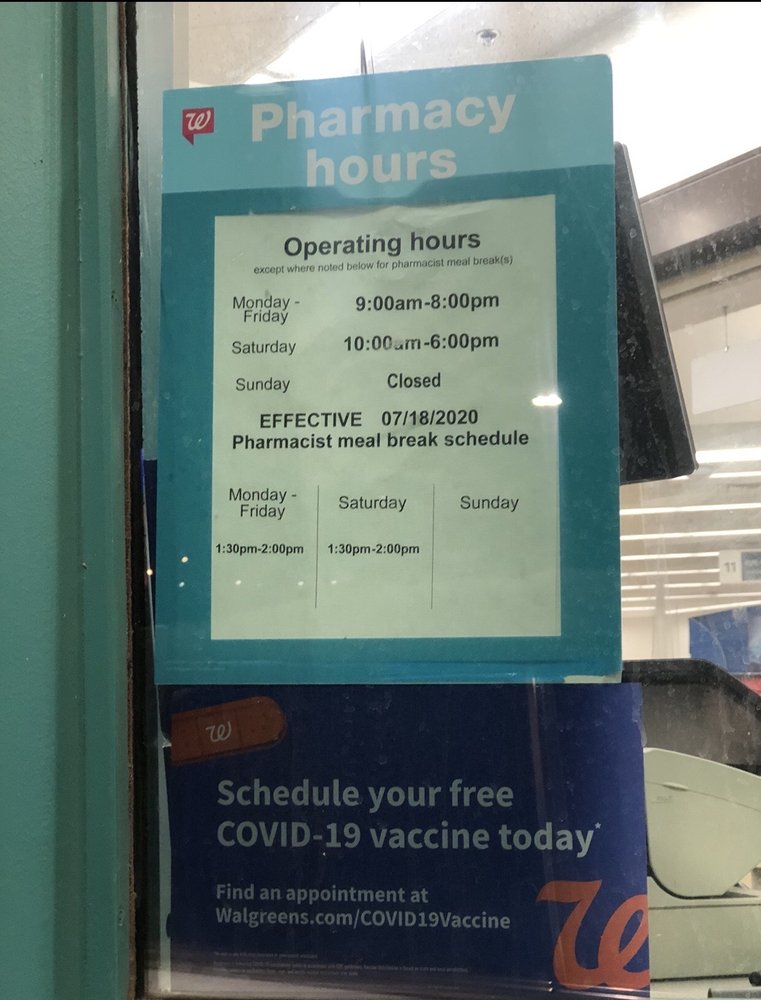 W
Pharmacy
hours
Operating hours
except where noted below for pharmacist meal break(s)
Monday -
Friday
9:00am-8:00pm
Saturday
10:00am-6:00pm
Sunday
Closed
EFFECTIVE 07/18/2020
Pharmacist meal break schedule
Monday -
Friday
Saturday
Sunday
1:30pm-2:00pm
1:30pm-2:00pm
11
W
Schedule your free
COVID-19 vaccine today*
Find an appointment at
Walgreens.com/COVID19Vaccine
W